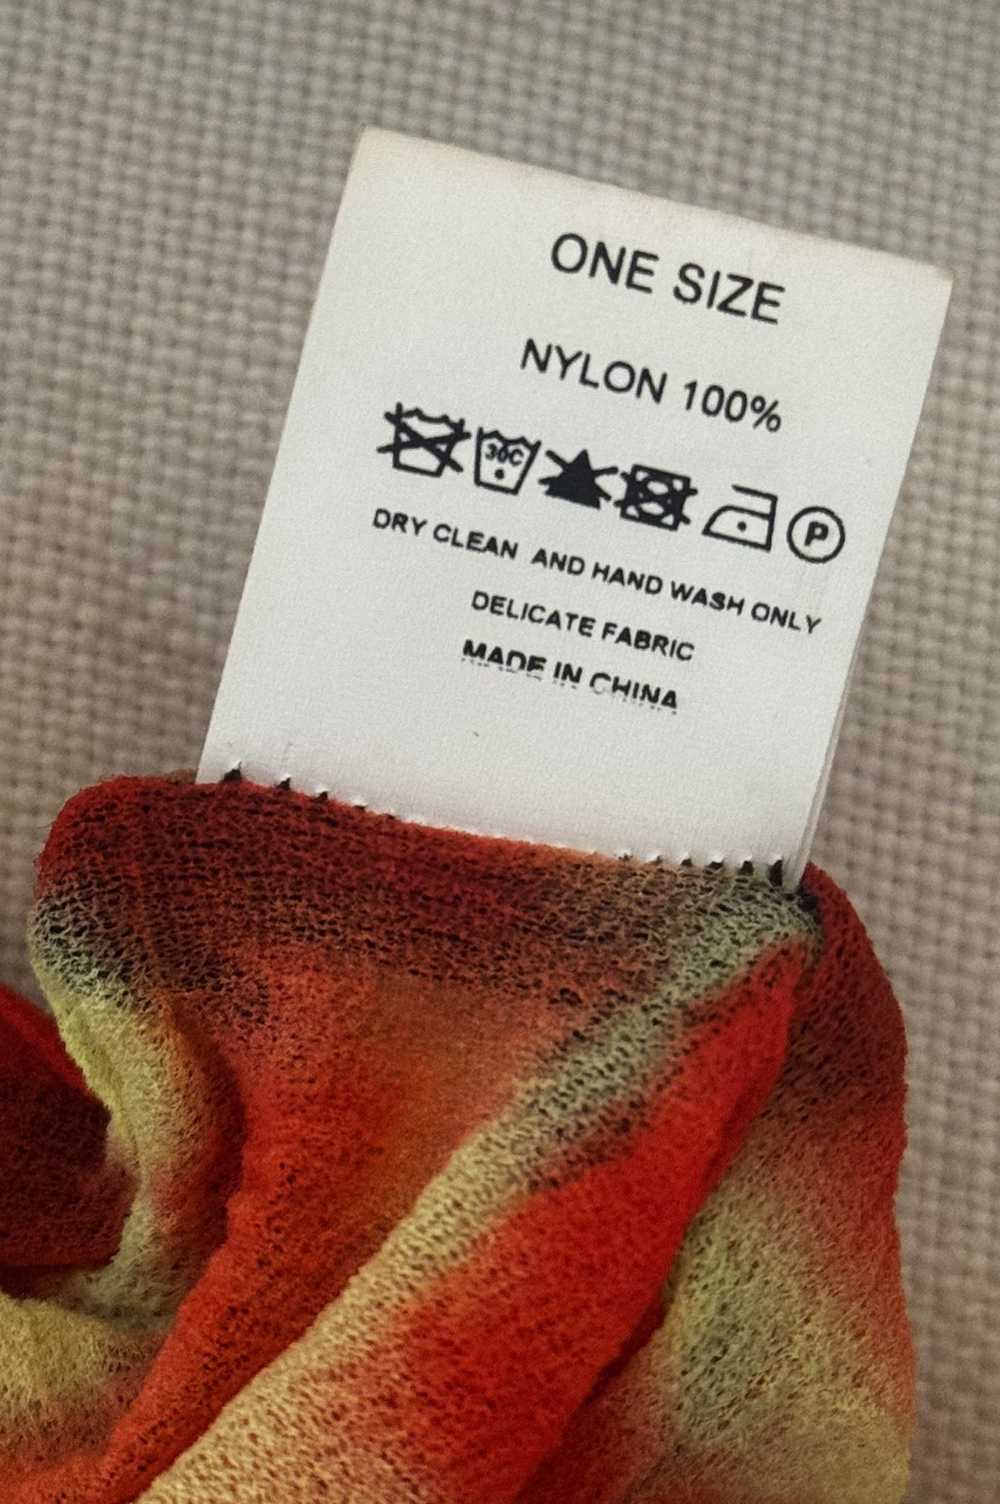 ONE SIZE
NYLON 100%
30C P
DRY CLEAN AND HAND WASH ONLY
DELICATE FABRIC
MADE IN CHINA